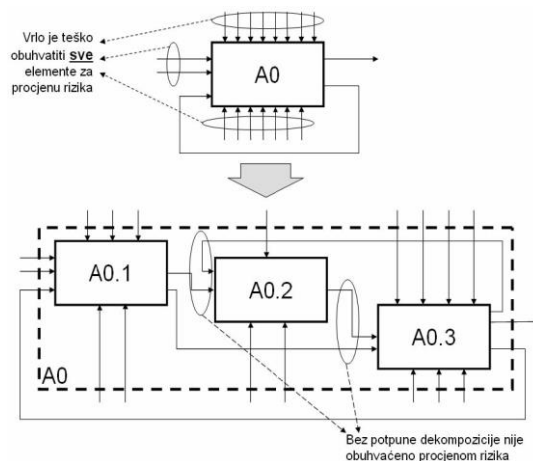 Vrlo je teško
obuhvatiti sve
elemente za
procjenu rizika
A0
A0.1
A0.2
A0.3
A0
Bez potpune dekompozicije nije
obuhvaćeno procjenom rizika